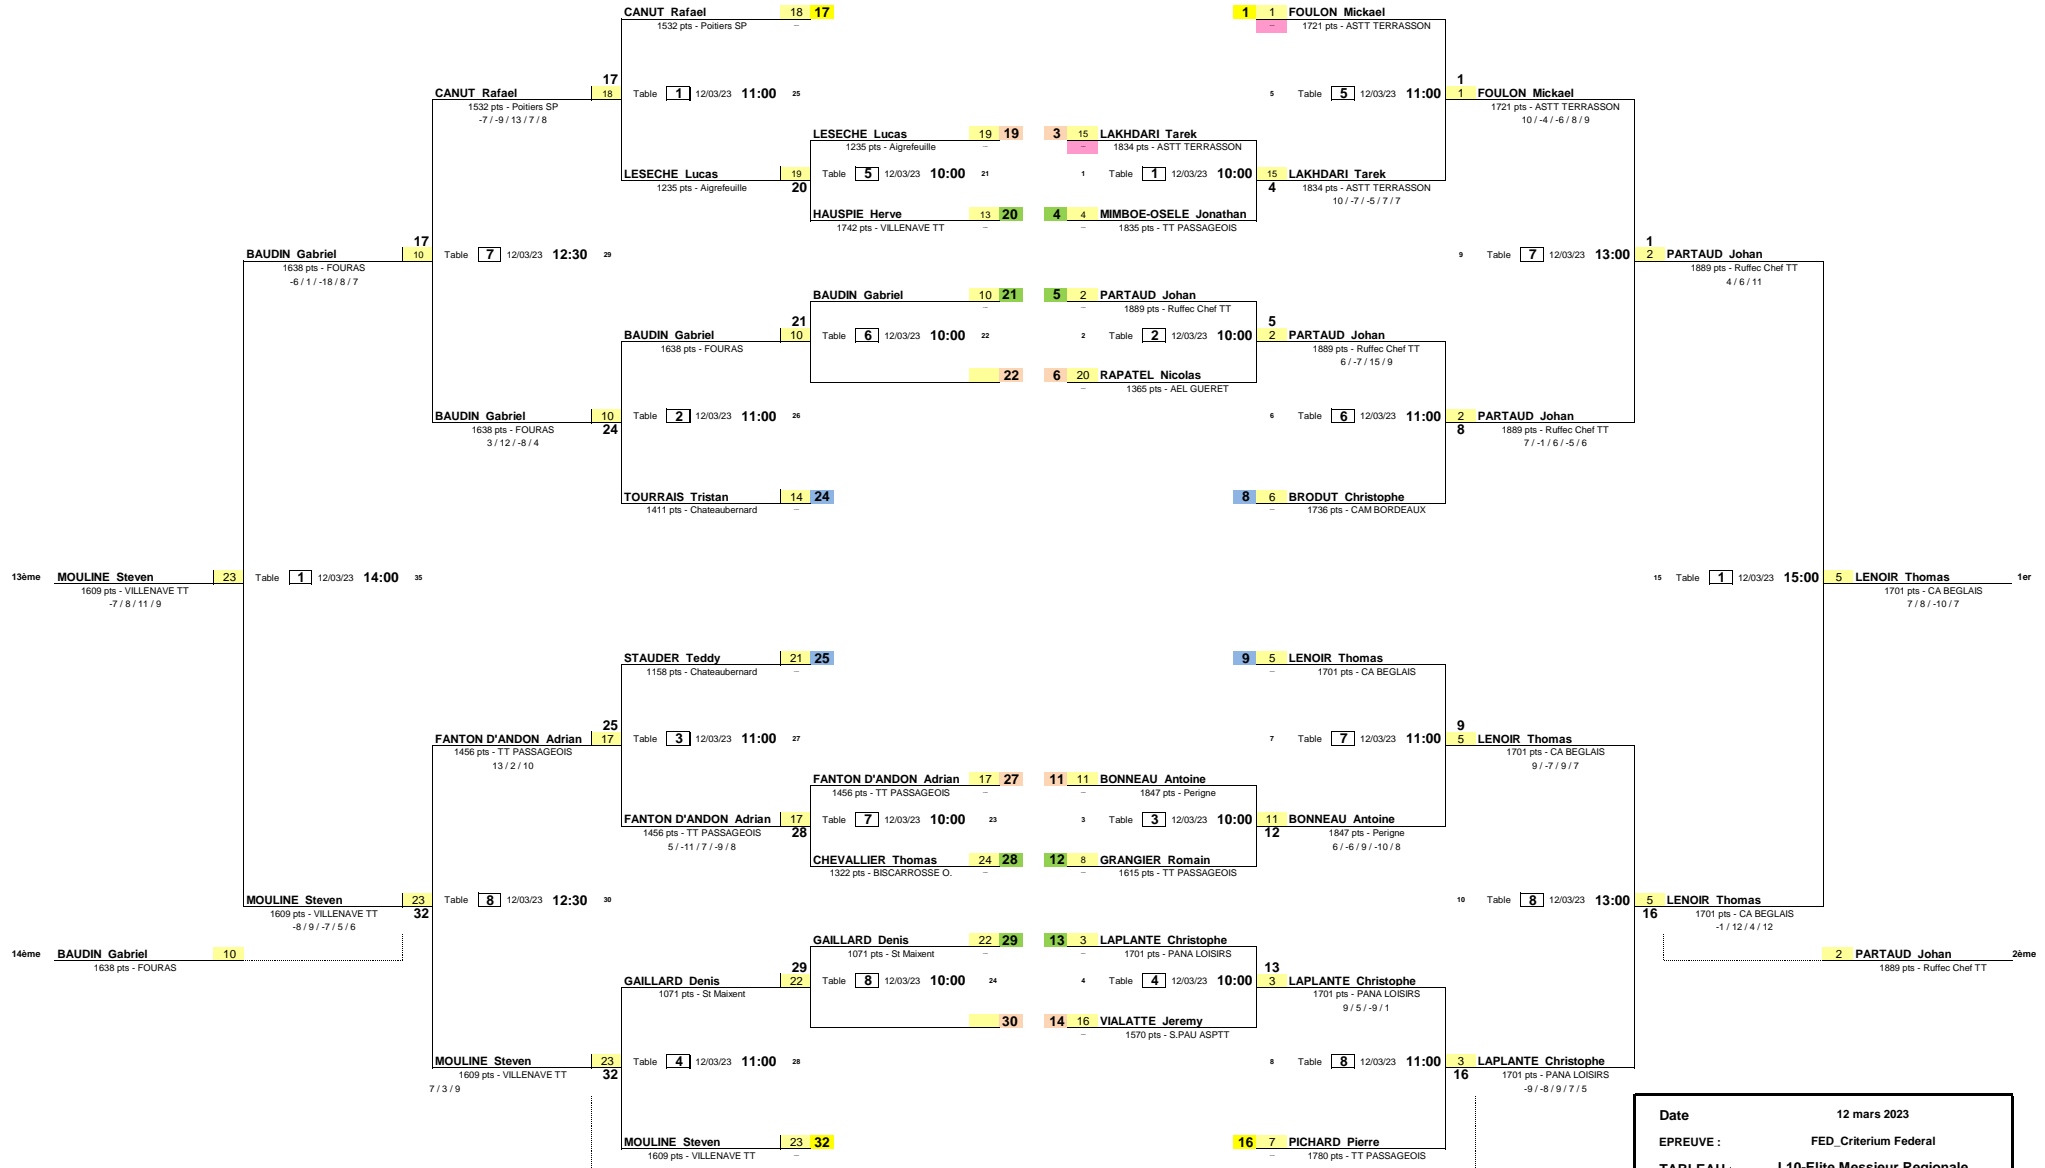 CANUT Rafael 18 17
1532 pts - Poitiers SP –
1 1 FOULON Mickael
– 1721 pts - ASTT TERRASSON
17
CANUT Rafael 18 Table 1 12/03/23 11:00 25
1532 pts - Poitiers SP
-7 / -9 / 13 / 7 / 8
1
5 Table 5 12/03/23 11:00 1 FOULON Mickael
1721 pts - ASTT TERRASSON
10 / -4 / -6 / 8 / 9
LESECHE Lucas 19 19
1235 pts - Aigrefeuille –
3 15 LAKHDARI Tarek
– 1834 pts - ASTT TERRASSON
LESECHE Lucas 19 Table 5 12/03/23 10:00 21
1235 pts - Aigrefeuille 20
1 Table 1 12/03/23 10:00 15 LAKHDARI Tarek
4 1834 pts - ASTT TERRASSON
10 / -7 / -5 / 7 / 7
HAUSPIE Herve 13 20
1742 pts - VILLENAVE TT –
4 4 MIMBOE-OSELE Jonathan
– 1835 pts - TT PASSAGEOIS
17
BAUDIN Gabriel 10 Table 7 12/03/23 12:30 29
1638 pts - FOURAS
-6 / 1 / -18 / 8 / 7
1
9 Table 7 12/03/23 13:00 2 PARTAUD Johan
1889 pts - Ruffec Chef TT
4 / 6 / 11
BAUDIN Gabriel 10 21
–
5 2 PARTAUD Johan
– 1889 pts - Ruffec Chef TT
21
BAUDIN Gabriel 10 Table 6 12/03/23 10:00 22
1638 pts - FOURAS
5
2 Table 2 12/03/23 10:00 2 PARTAUD Johan
1889 pts - Ruffec Chef TT
6 / -7 / 15 / 9
22
6 20 RAPATEL Nicolas
– 1365 pts - AEL GUERET
BAUDIN Gabriel 10 Table 2 12/03/23 11:00 26
1638 pts - FOURAS 24
3 / 12 / -8 / 4
6 Table 6 12/03/23 11:00 2 PARTAUD Johan
8 1889 pts - Ruffec Chef TT
7 / -1 / 6 / -5 / 6
TOURRAIS Tristan 14 24
1411 pts - Chateaubernard –
8 6 BRODUT Christophe
– 1736 pts - CAM BORDEAUX
13ème MOULINE Steven 23 Table 1 12/03/23 14:00 35
1609 pts - VILLENAVE TT
-7 / 8 / 11 / 9
15 Table 1 12/03/23 15:00 5 LENOIR Thomas 1er
1701 pts - CA BEGLAIS
7 / 8 / -10 / 7
STAUDER Teddy 21 25
1158 pts - Chateaubernard –
9 5 LENOIR Thomas
– 1701 pts - CA BEGLAIS
25
FANTON D'ANDON Adrian 17 Table 3 12/03/23 11:00 27
1456 pts - TT PASSAGEOIS
13 / 2 / 10
9
7 Table 7 12/03/23 11:00 5 LENOIR Thomas
1701 pts - CA BEGLAIS
9 / -7 / 9 / 7
FANTON D'ANDON Adrian 17 27
1456 pts - TT PASSAGEOIS –
11 11 BONNEAU Antoine
– 1847 pts - Perigne
FANTON D'ANDON Adrian 17 Table 7 12/03/23 10:00 23
1456 pts - TT PASSAGEOIS 28
5 / -11 / 7 / -9 / 8
3 Table 3 12/03/23 10:00 11 BONNEAU Antoine
12 1847 pts - Perigne
6 / -6 / 9 / -10 / 8
CHEVALLIER Thomas 24 28
1322 pts - BISCARROSSE O. –
12 8 GRANGIER Romain
– 1615 pts - TT PASSAGEOIS
MOULINE Steven 23 Table 8 12/03/23 12:30 30
1609 pts - VILLENAVE TT 32
-8 / 9 / -7 / 5 / 6
10 Table 8 12/03/23 13:00 5 LENOIR Thomas
16 1701 pts - CA BEGLAIS
-1 / 12 / 4 / 12
GAILLARD Denis 22 29
1071 pts - St Maixent –
13 3 LAPLANTE Christophe
– 1701 pts - PANA LOISIRS
14ème BAUDIN Gabriel 10
1638 pts - FOURAS
2 PARTAUD Johan 2ème
1889 pts - Ruffec Chef TT
29
GAILLARD Denis 22 Table 8 12/03/23 10:00 24
1071 pts - St Maixent
13
4 Table 4 12/03/23 10:00 3 LAPLANTE Christophe
1701 pts - PANA LOISIRS
9 / 5 / -9 / 1
30
14 16 VIALATTE Jeremy
– 1570 pts - S.PAU ASPTT
MOULINE Steven 23 Table 4 12/03/23 11:00 28
1609 pts - VILLENAVE TT 32
7 / 3 / 9
8 Table 8 12/03/23 11:00 3 LAPLANTE Christophe
16 1701 pts - PANA LOISIRS
-9 / -8 / 9 / 7 / 5
MOULINE Steven 23 32
1609 pts - VILLENAVE TT –
16 7 PICHARD Pierre
– 1780 pts - TT PASSAGEOIS
Date 12 mars 2023
EPREUVE : FED_Criterium Federal
TABLEAU : L10-Elite Messieur Regionale